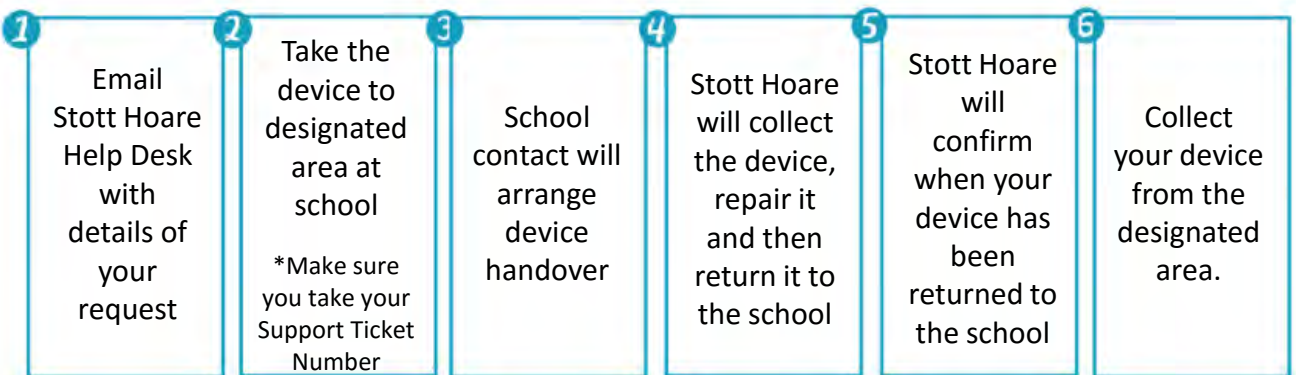 1
Email
Stott Hoare
Help Desk
with
details of
your
request
2
Take the
device to
designated
area at
school
*Make sure
you take your
Support Ticket
Number
3
School
contact will
arrange
device
handover
4
Stott Hoare
will collect
the device,
repair it
and then
return it to
the school
5
Stott Hoare
will
confirm
when your
device has
been
returned to
the school
6
Collect
your device
from the
designated
area.